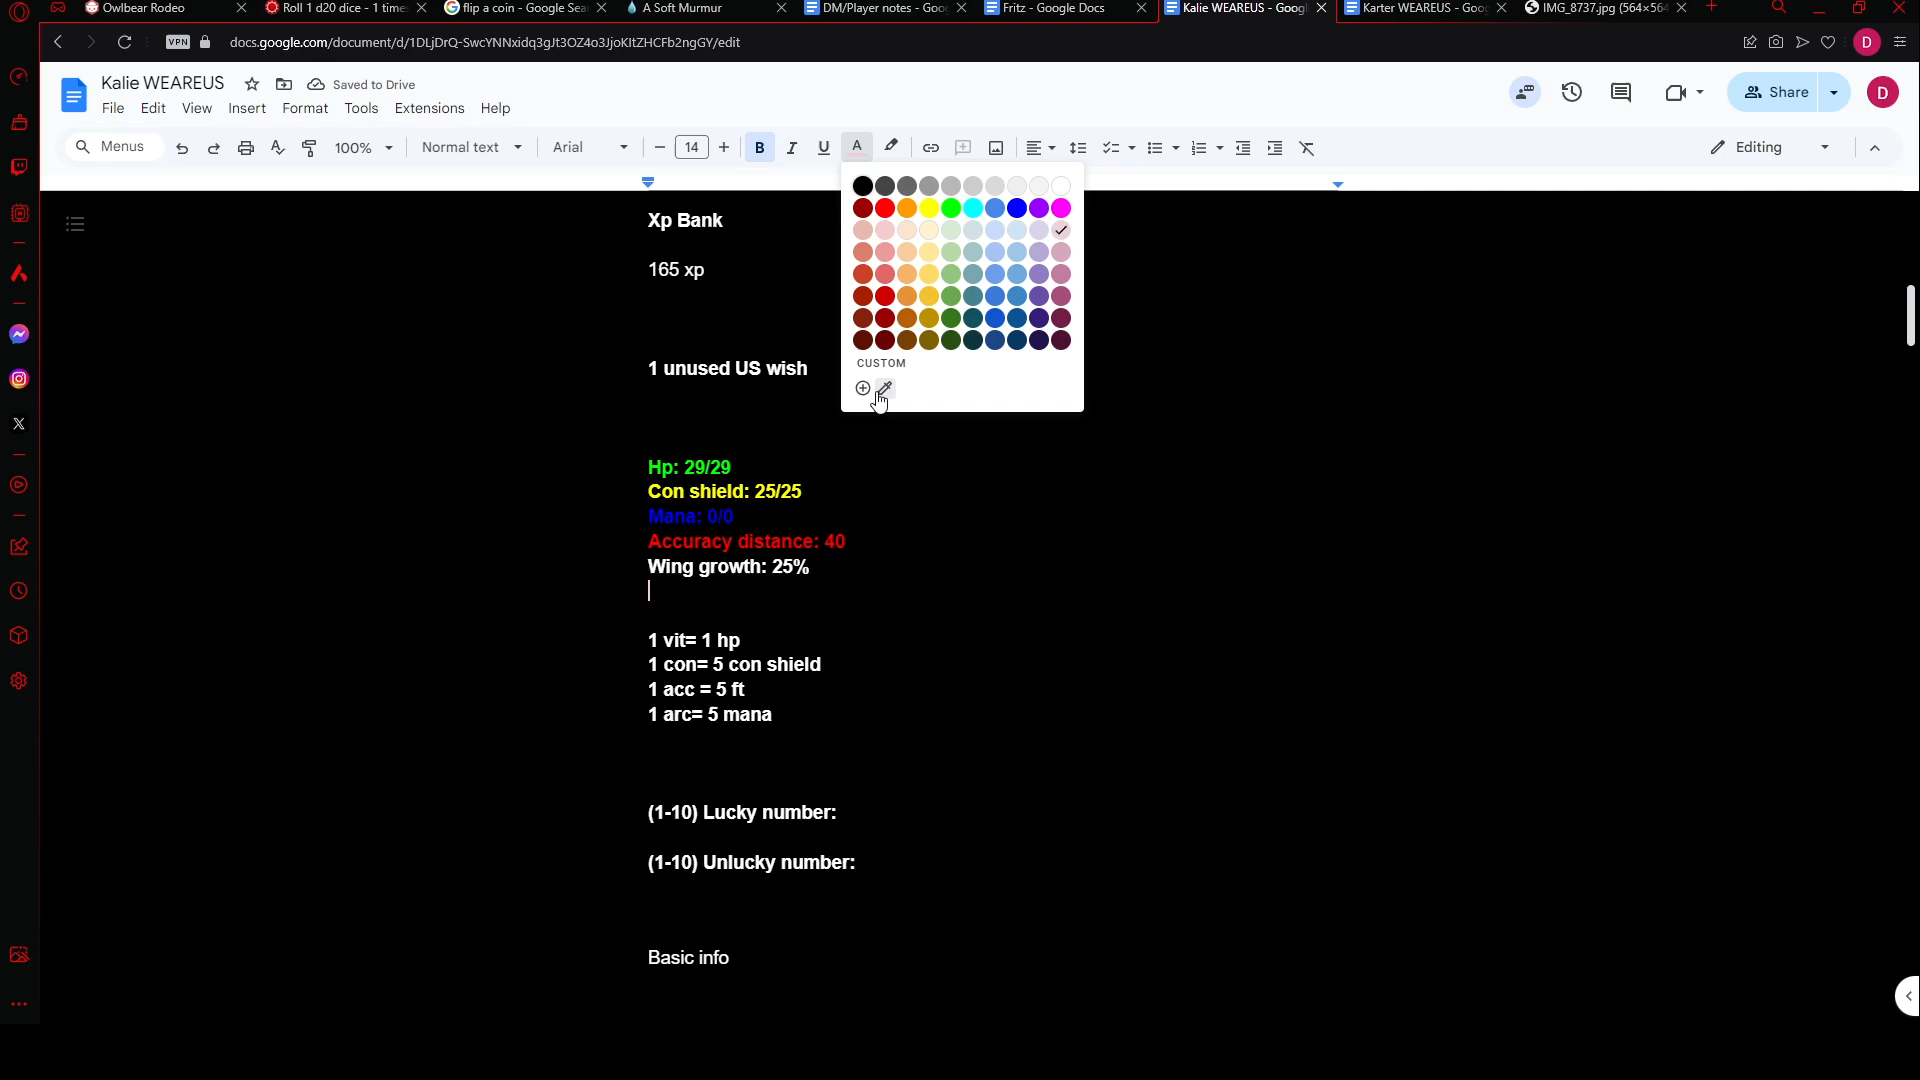 Owlbear Rodeo
Roll 1 d20 dice - 1 time
flip a coin - Google Sea
A Soft Murmur
DM/Player notes - Goo
Fritz - Google Docs
Kalie WEAREUS - Googl
Karter WEAREUS - Goog
IMG_8737.jpg (564×564
VPN
docs.google.com/document/d/1DLjDrQ-SwcYNNxidq3gJt3OZ4o3JjoKltZHCFb2ngGY/edit
D
Kalie WEAREUS
Saved to Drive
File Edit View Insert Format Tools Extensions Help
Share
D
Menus
100%
Normal text
Arial
14
B
I
U
A
Editing
Xp Bank
165 xp
CUSTOM
1 unused US wish
Hp: 29/29
Con shield: 25/25
Mana: 0/0
Accuracy distance: 40
Wing growth: 25%
1 vit= 1 hp
1 con= 5 con shield
1 acc = 5 ft
1 arc= 5 mana
(1-10) Lucky number:
(1-10) Unlucky number:
Basic info